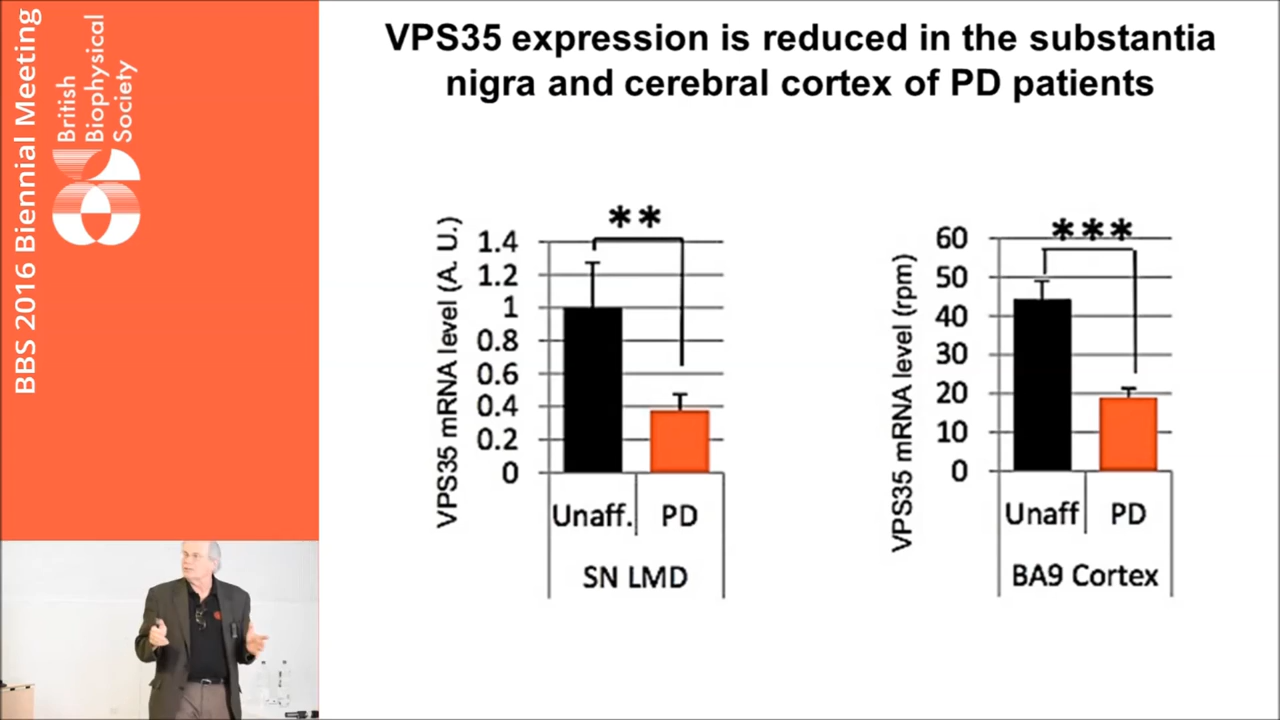 BBS 2016 Biennial Meeting
British
Biophysical
Society
VPS35 expression is reduced in the substantia
nigra and cerebral cortex of PD patients
VPS35 mRNA level (A. U.)
**
1.4
1.2
1
0.8
0.6
0.4
0.2
0
Unaff. PD
SN LMD
VPS35 mRNA level (rpm)
***
60
50
40
30
20
10
0
Unaff PD
BA9 Cortex